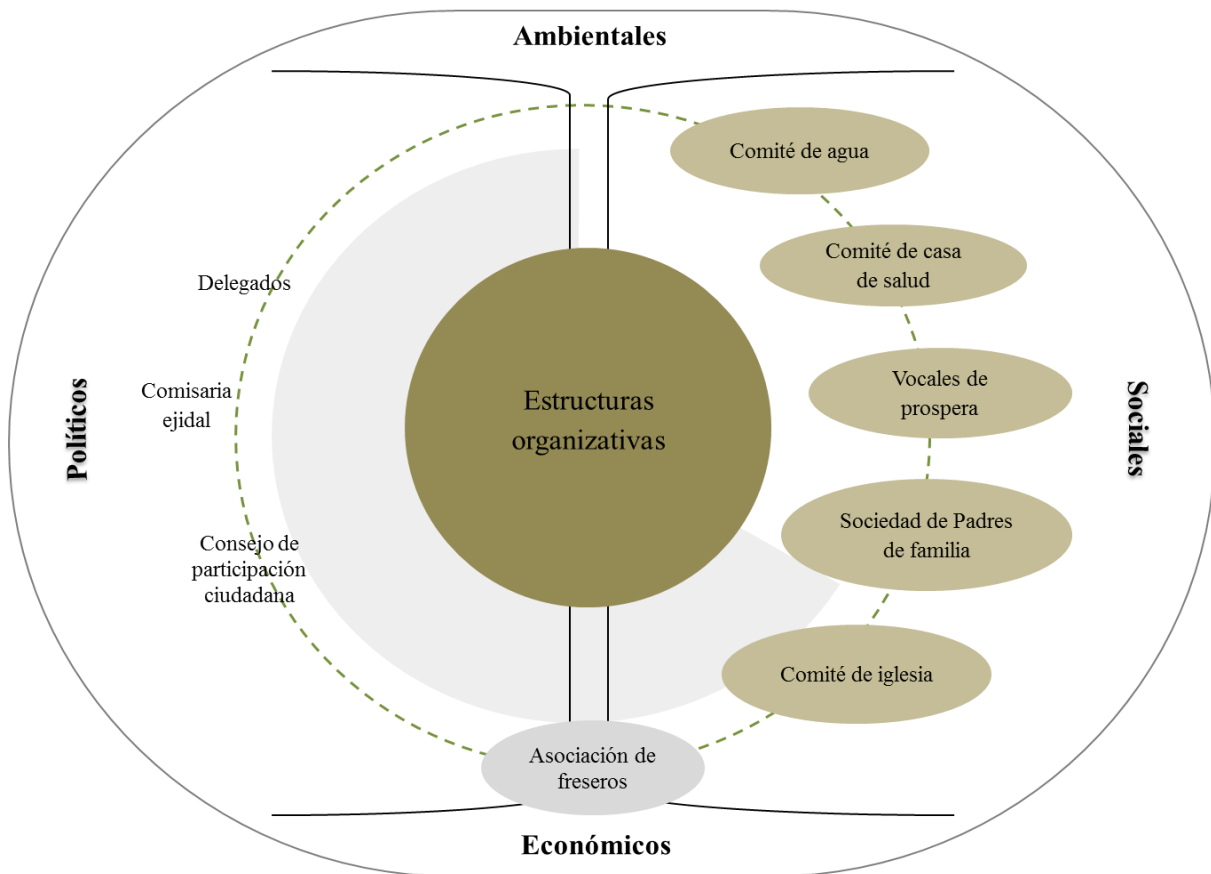 Ambientales
Comité de agua
Comité de casa
de salud
Delegados
Vocales de
prospera
Comisaria
ejidal
Estructuras
organizativas
Políticos
Sociales
Sociedad de Padres
de familia
Consejo de
participación
ciudadana
Comité de iglesia
Asociación de
freseros
Económicos